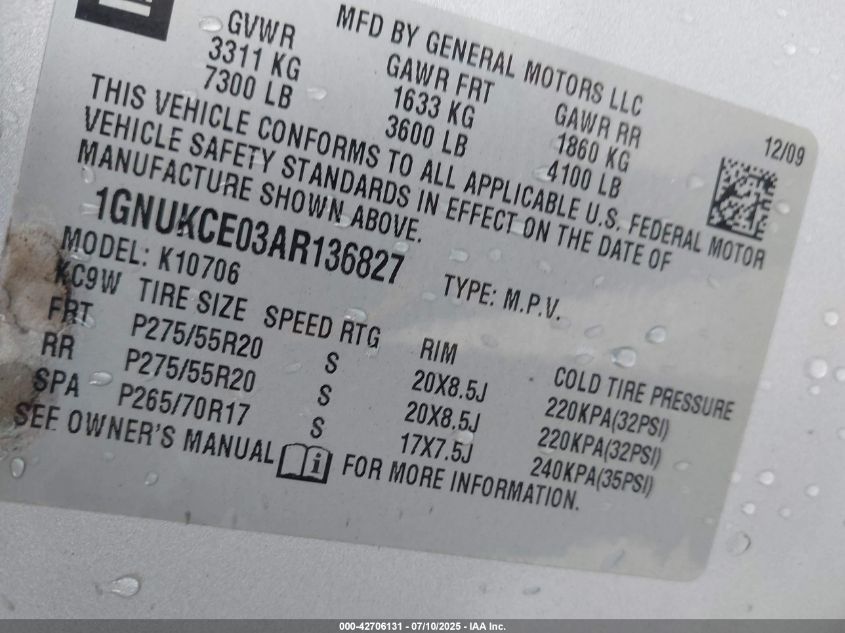 MFD BY GENERAL MOTORS LLC
GVWR GAWR FRT GAWR RR 12/09
3311 KG 1633 KG 1860 KG
7300 LB 3600 LB 4100 LB
THIS VEHICLE CONFORMS TO ALL APPLICABLE U.S. FEDERAL MOTOR
VEHICLE SAFETY STANDARDS IN EFFECT ON THE DATE OF
MANUFACTURE SHOWN ABOVE.
1GNUKCE03AR136827
MODEL: K10706 TYPE: M.P.V.
KC9W TIRE SIZE SPEED RTG RIM COLD TIRE PRESSURE
FRT P275/55R20 S 20X8.5J 220KPA(32PSI)
RR P275/55R20 S 20X8.5J 220KPA(32PSI)
SPA P265/70R17 S 17X7.5J 240KPA(35PSI)
SEE OWNER'S MANUAL i FOR MORE INFORMATION.
000-42706131 - 07/10/2025 - IAA Inc.